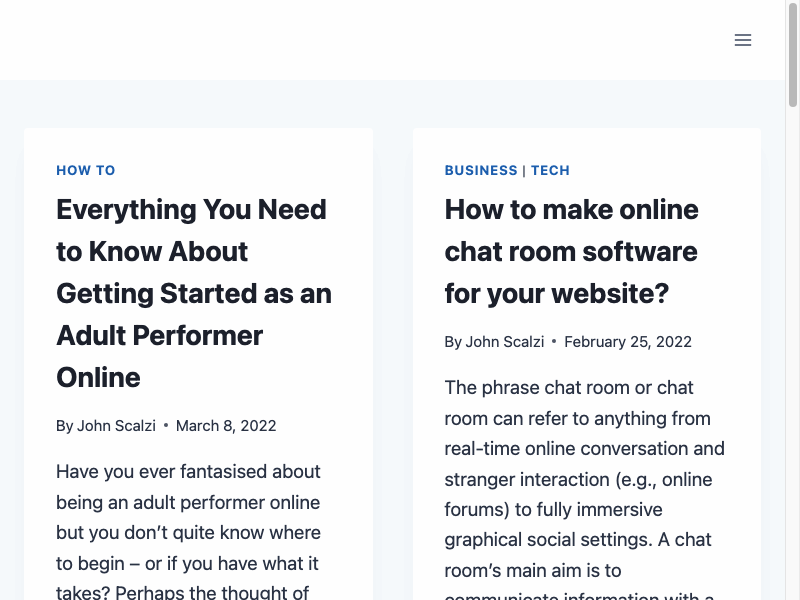 HOW TO
Everything You Need
to Know About
Getting Started as an
Adult Performer
Online
By John Scalzi • March 8, 2022
Have you ever fantasised about
being an adult performer online
but you don’t quite know where
to begin – or if you have what it
takes? Perhaps the thought of
BUSINESS | TECH
How to make online
chat room software
for your website?
By John Scalzi • February 25, 2022
The phrase chat room or chat
room can refer to anything from
real-time online conversation and
stranger interaction (e.g., online
forums) to fully immersive
graphical social settings. A chat
room’s main aim is to
communicate information with a